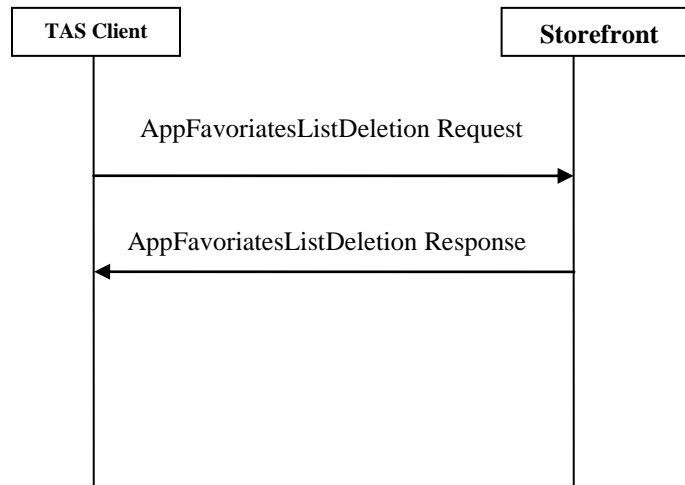 TAS Client
Storefront
AppFavoriatesListDeletion Request
AppFavoriatesListDeletion Response